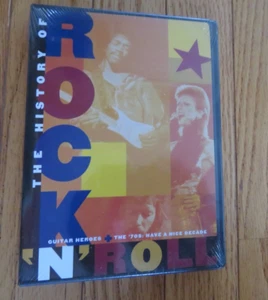 THE HISTORY OF
ROCK
GUITAR HEROES • THE '70S: HAVE A NICE DECADE
'N' ROLL